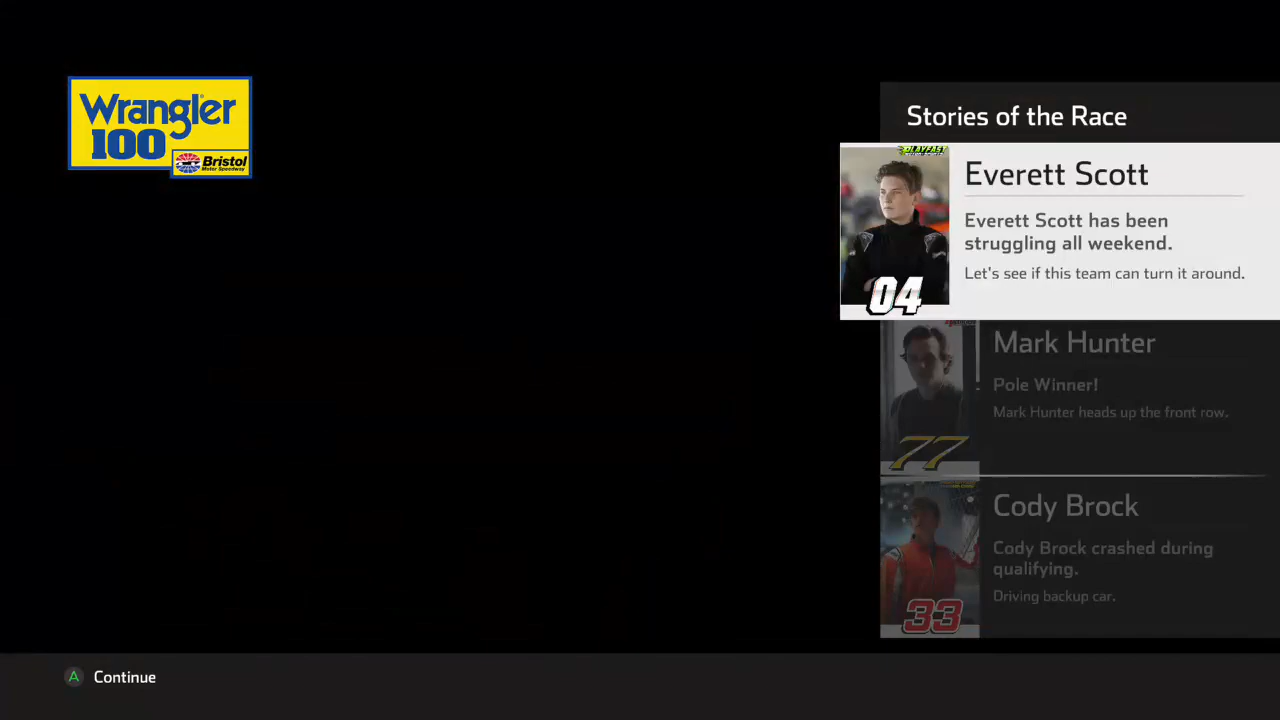 Wrangler
100
Bristol
Motor Speedway
Stories of the Race
PLAYFAST
Everett Scott
Everett Scott has been
struggling all weekend.
Let's see if this team can turn it around.
04
Mark Hunter
Pole Winner!
Mark Hunter heads up the front row.
77
Cody Brock
Cody Brock crashed during
qualifying.
Driving backup car.
33
A Continue